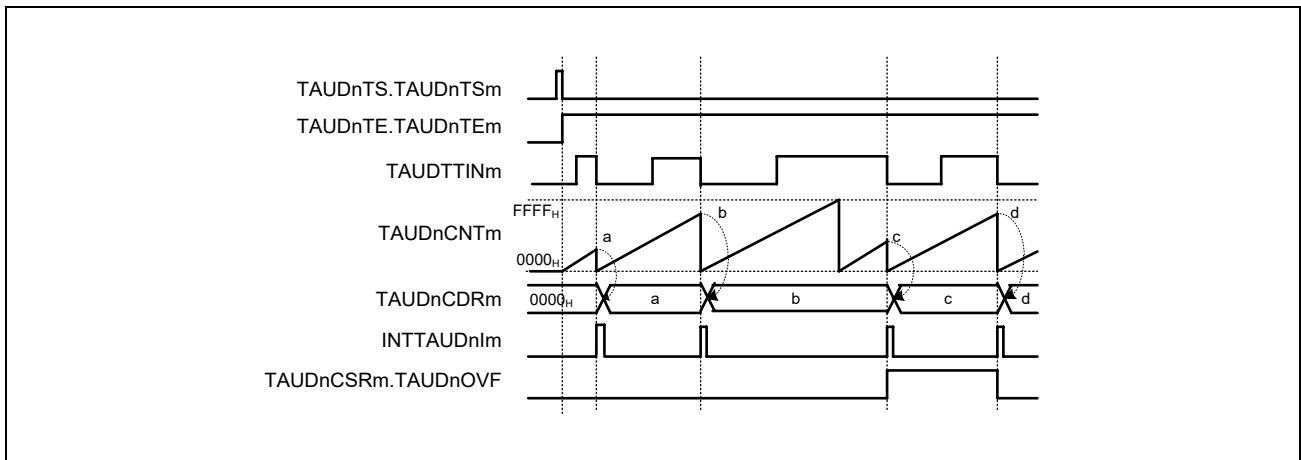 TAUDnTS.TAUDnTSm
TAUDnTE.TAUDnTEm
TAUDTTINm
FFFFH
a
b
c
d
TAUDnCNTm
0000H
TAUDnCDRm
0000H
a
b
c
d
INTTAUDnIm
TAUDnCSRm.TAUDnOVF